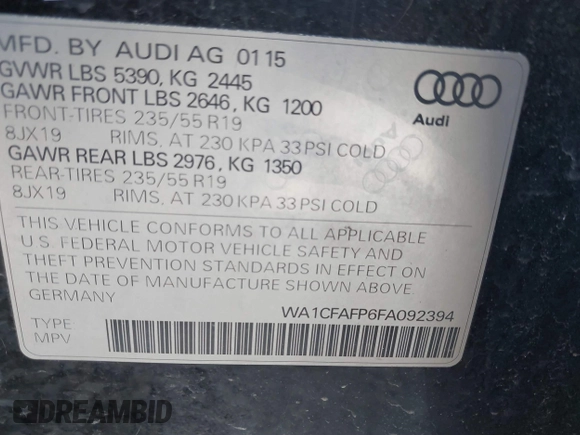 MFD. BY AUDI AG 01 15
GVWR LBS 5390, KG 2445
GAWR FRONT LBS 2646, KG 1200
FRONT-TIRES 235/55 R19
8JX19 RIMS, AT 230 KPA 33 PSI COLD
GAWR REAR LBS 2976, KG 1350
REAR-TIRES 235/55 R19
8JX19 RIMS, AT 230 KPA 33 PSI COLD
Audi
THIS VEHICLE CONFORMS TO ALL APPLICABLE
U.S. FEDERAL MOTOR VEHICLE SAFETY AND
THEFT PREVENTION STANDARDS IN EFFECT ON
THE DATE OF MANUFACTURE SHOWN ABOVE.
GERMANY
WA1CFAFP6FA092394
TYPE
MPV
DREAMBID